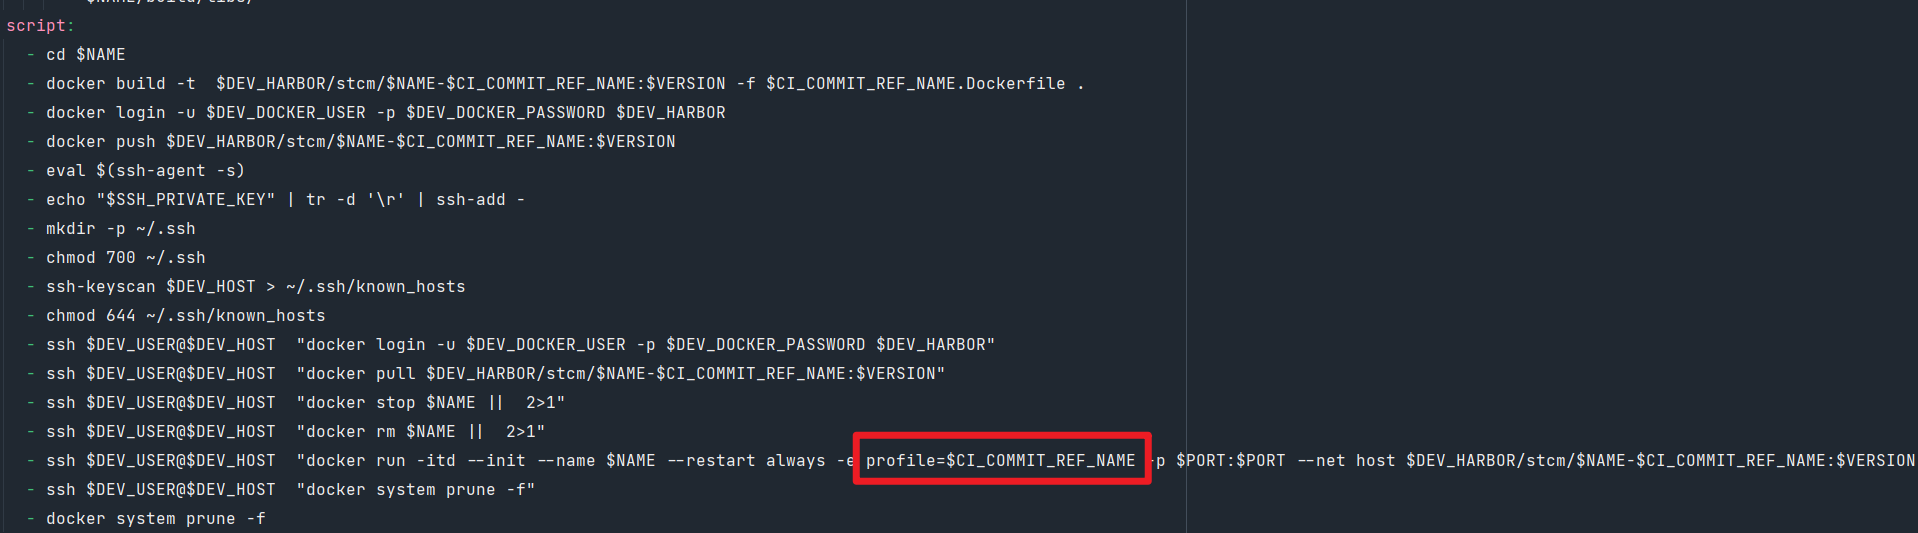 script:
- cd $NAME
- docker build -t  $DEV_HARBOR/stcm/$NAME-$CI_COMMIT_REF_NAME:$VERSION -f $CI_COMMIT_REF_NAME.Dockerfile .
- docker login -u $DEV_DOCKER_USER -p $DEV_DOCKER_PASSWORD $DEV_HARBOR
- docker push $DEV_HARBOR/stcm/$NAME-$CI_COMMIT_REF_NAME:$VERSION
- eval $(ssh-agent -s)
- echo "$SSH_PRIVATE_KEY" | tr -d '\r' | ssh-add -
- mkdir -p ~/.ssh
- chmod 700 ~/.ssh
- ssh-keyscan $DEV_HOST > ~/.ssh/known_hosts
- chmod 644 ~/.ssh/known_hosts
- ssh $DEV_USER@$DEV_HOST  "docker login -u $DEV_DOCKER_USER -p $DEV_DOCKER_PASSWORD $DEV_HARBOR"
- ssh $DEV_USER@$DEV_HOST  "docker pull $DEV_HARBOR/stcm/$NAME-$CI_COMMIT_REF_NAME:$VERSION"
- ssh $DEV_USER@$DEV_HOST  "docker stop $NAME ||  2>1"
- ssh $DEV_USER@$DEV_HOST  "docker rm $NAME ||  2>1"
- ssh $DEV_USER@$DEV_HOST  "docker run -itd --init --name $NAME --restart always -e profile=$CI_COMMIT_REF_NAME -p $PORT:$PORT --net host $DEV_HARBOR/stcm/$NAME-$CI_COMMIT_REF_NAME:$VERSION
- ssh $DEV_USER@$DEV_HOST  "docker system prune -f"
- docker system prune -f